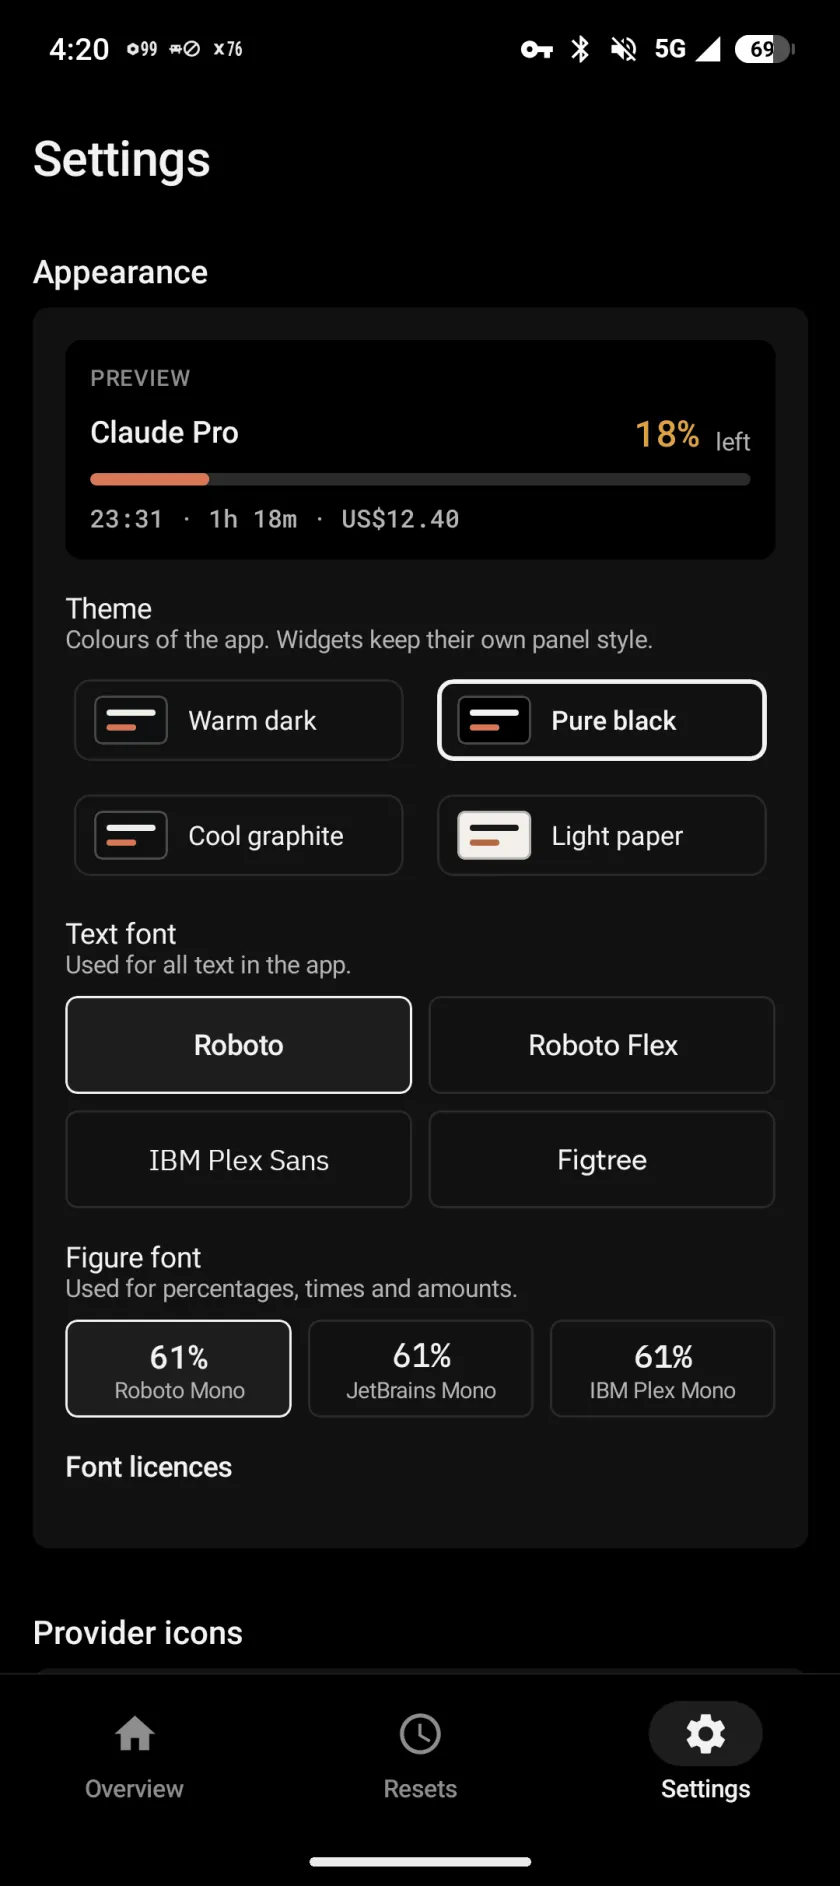 4:20 99 x76 5G 69
Settings
Appearance
PREVIEW
Claude Pro 18% left
23:31 · 1h 18m · US$12.40
Theme
Colours of the app. Widgets keep their own panel style.
Warm dark Pure black
Cool graphite Light paper
Text font
Used for all text in the app.
Roboto Roboto Flex
IBM Plex Sans Figtree
Figure font
Used for percentages, times and amounts.
61% 61% 61%
Roboto Mono JetBrains Mono IBM Plex Mono
Font licences
Provider icons
Overview Resets Settings